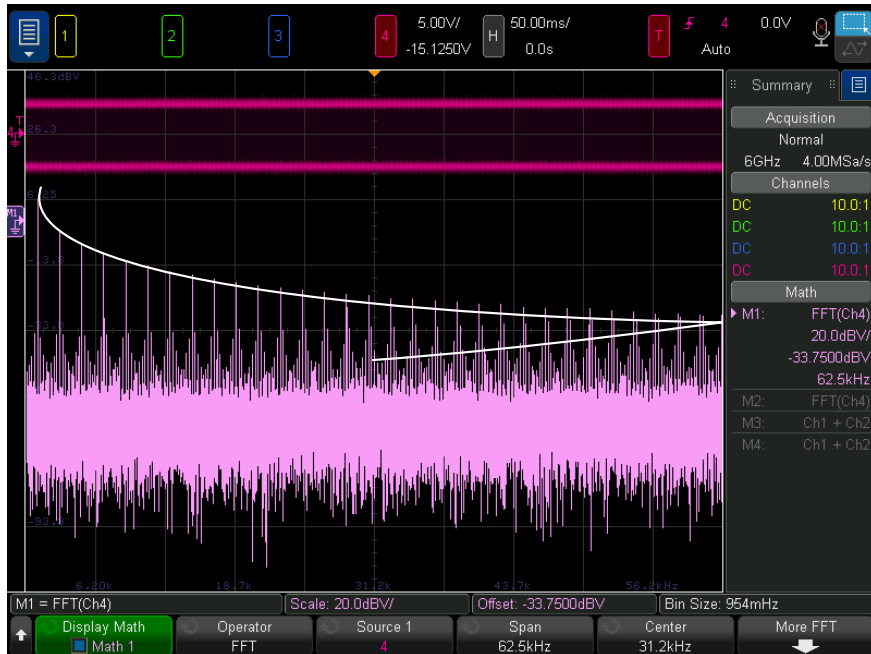 1
2
3
4
5.00V/
-15.1250V
H
50.00ms/
0.0s
T
4
0.0V
Auto
46.3dBV
26.3
6.25
-13.8
-33.8
-93.8
T
4
M1
6.20k
18.7k
31.2k
43.7k
56.2kHz
Summary
Acquisition
Normal
6GHz 4.00MSa/s
Channels
DC 10.0:1
DC 10.0:1
DC 10.0:1
DC 10.0:1
Math
M1: FFT(Ch4)
20.0dBV/
-33.7500dBV
62.5kHz
M2: FFT(Ch4)
M3: Ch1 + Ch2
M4: Ch1 + Ch2
M1 = FFT(Ch4)
Scale: 20.0dBV/
Offset: -33.7500dBV
Bin Size: 954mHz
Display Math
Math 1
Operator
FFT
Source 1
4
Span
62.5kHz
Center
31.2kHz
More FFT